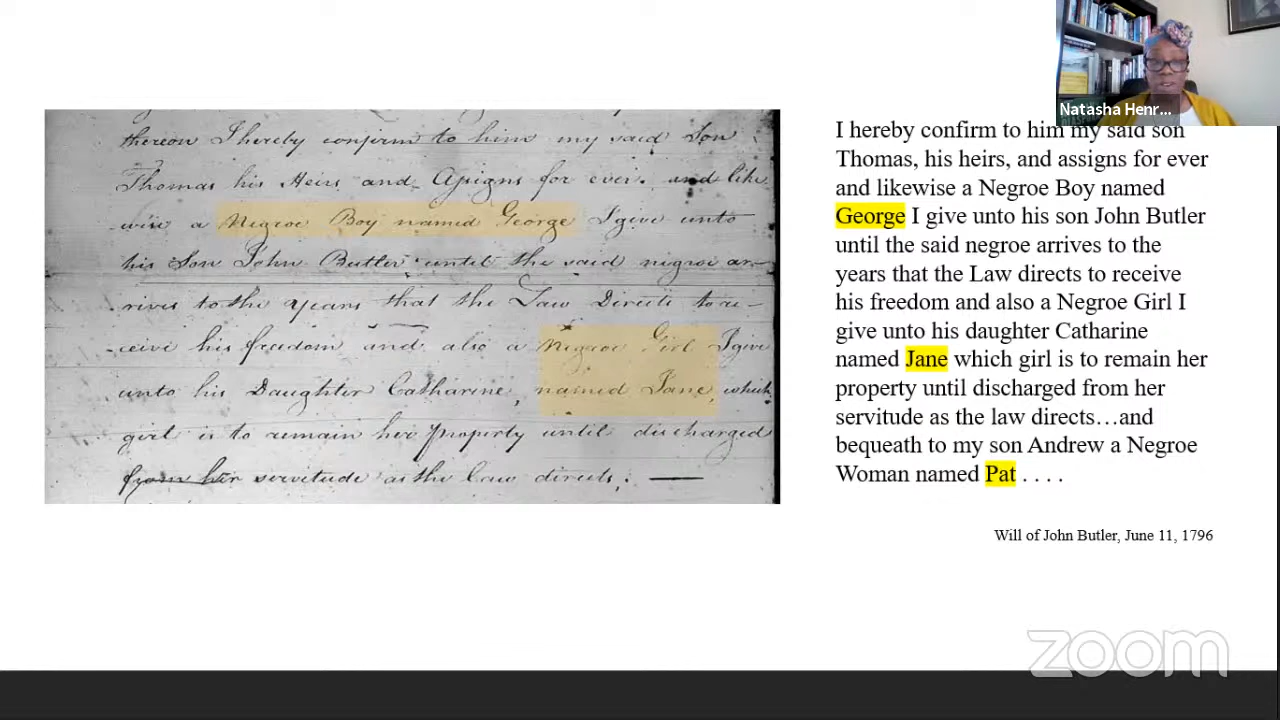 Natasha Henr...
thereon I hereby confirm to him my said Son
Thomas his Heirs and Assigns for ever. and like
wise a Negroe Boy named George I give unto
his Son John Butler until the said negroe ar-
rives to the years that the Law Directs to re-
ceive his freedom and also a Negroe Girl I give
unto his Daughter Catharine, named Jane, which
girl is to remain her property until discharged
from her servitude as the law directs.
I hereby confirm to him my said son
Thomas, his heirs, and assigns for ever
and likewise a Negroe Boy named
George I give unto his son John Butler
until the said negroe arrives to the
years that the Law directs to receive
his freedom and also a Negroe Girl I
give unto his daughter Catharine
named Jane which girl is to remain her
property until discharged from her
servitude as the law directs…and
bequeath to my son Andrew a Negroe
Woman named Pat . . . .
Will of John Butler, June 11, 1796
zoom